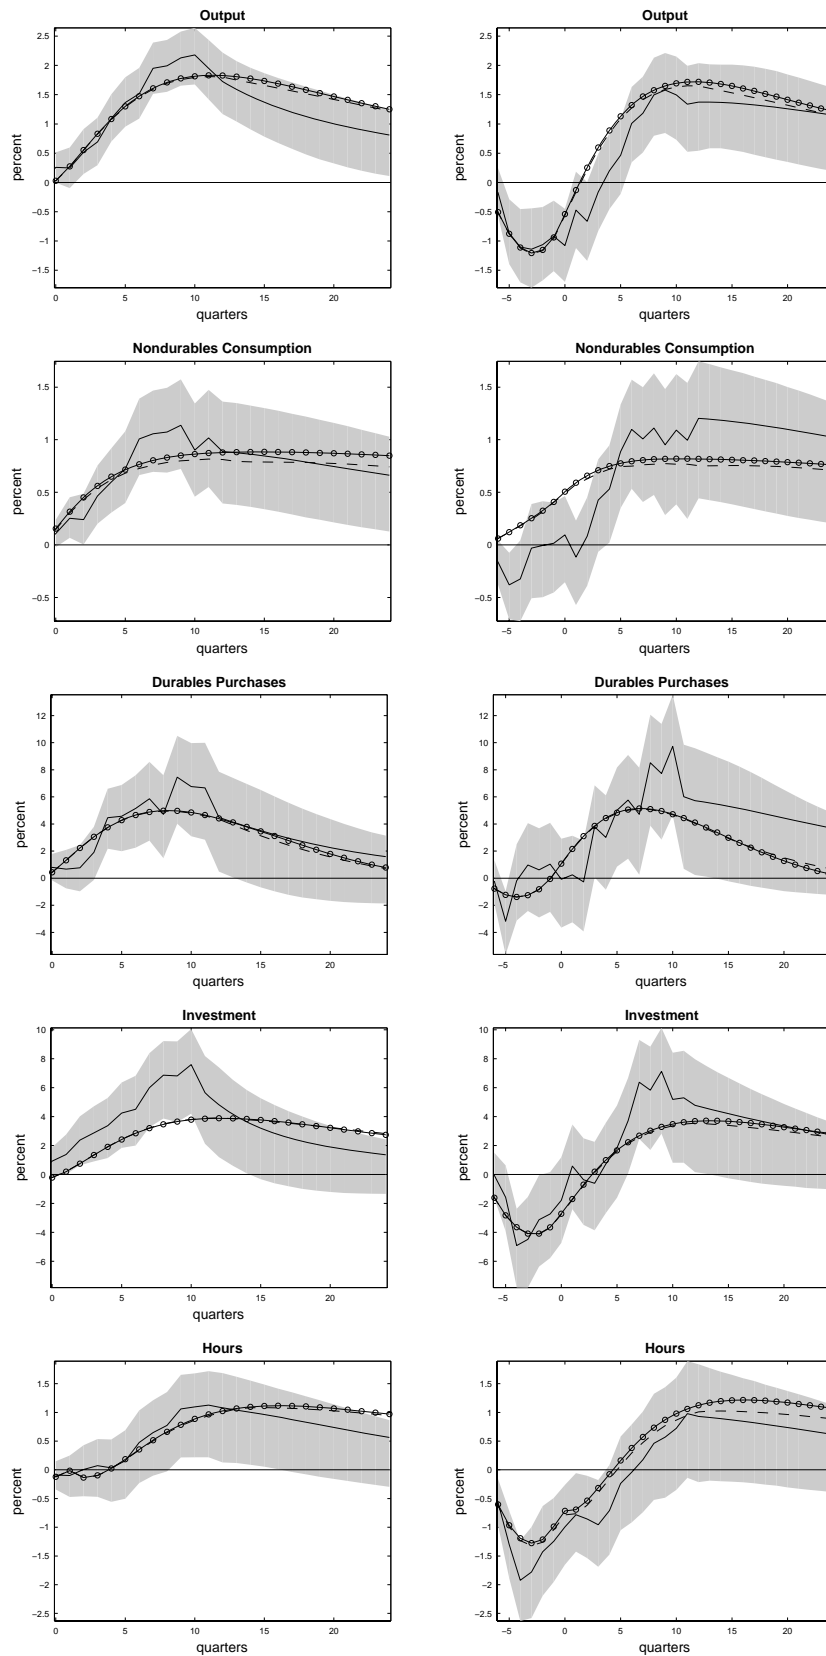 Output
2.5
2
1.5
1
0.5
0
−0.5
−1
−1.5
percent
0 5 10 15 20
quarters
Output
2.5
2
1.5
1
0.5
0
−0.5
−1
−1.5
percent
−5 0 5 10 15 20
quarters
Nondurables Consumption
1.5
1
0.5
0
−0.5
percent
0 5 10 15 20
quarters
Nondurables Consumption
1.5
1
0.5
0
−0.5
percent
−5 0 5 10 15 20
quarters
Durables Purchases
12
10
8
6
4
2
0
−2
−4
percent
0 5 10 15 20
quarters
Durables Purchases
12
10
8
6
4
2
0
−2
−4
percent
−5 0 5 10 15 20
quarters
Investment
10
8
6
4
2
0
−2
−4
−6
percent
0 5 10 15 20
quarters
Investment
10
8
6
4
2
0
−2
−4
−6
percent
−5 0 5 10 15 20
quarters
Hours
1.5
1
0.5
0
−0.5
−1
−1.5
−2
−2.5
percent
0 5 10 15 20
quarters
Hours
1.5
1
0.5
0
−0.5
−1
−1.5
−2
−2.5
percent
−5 0 5 10 15 20
quarters